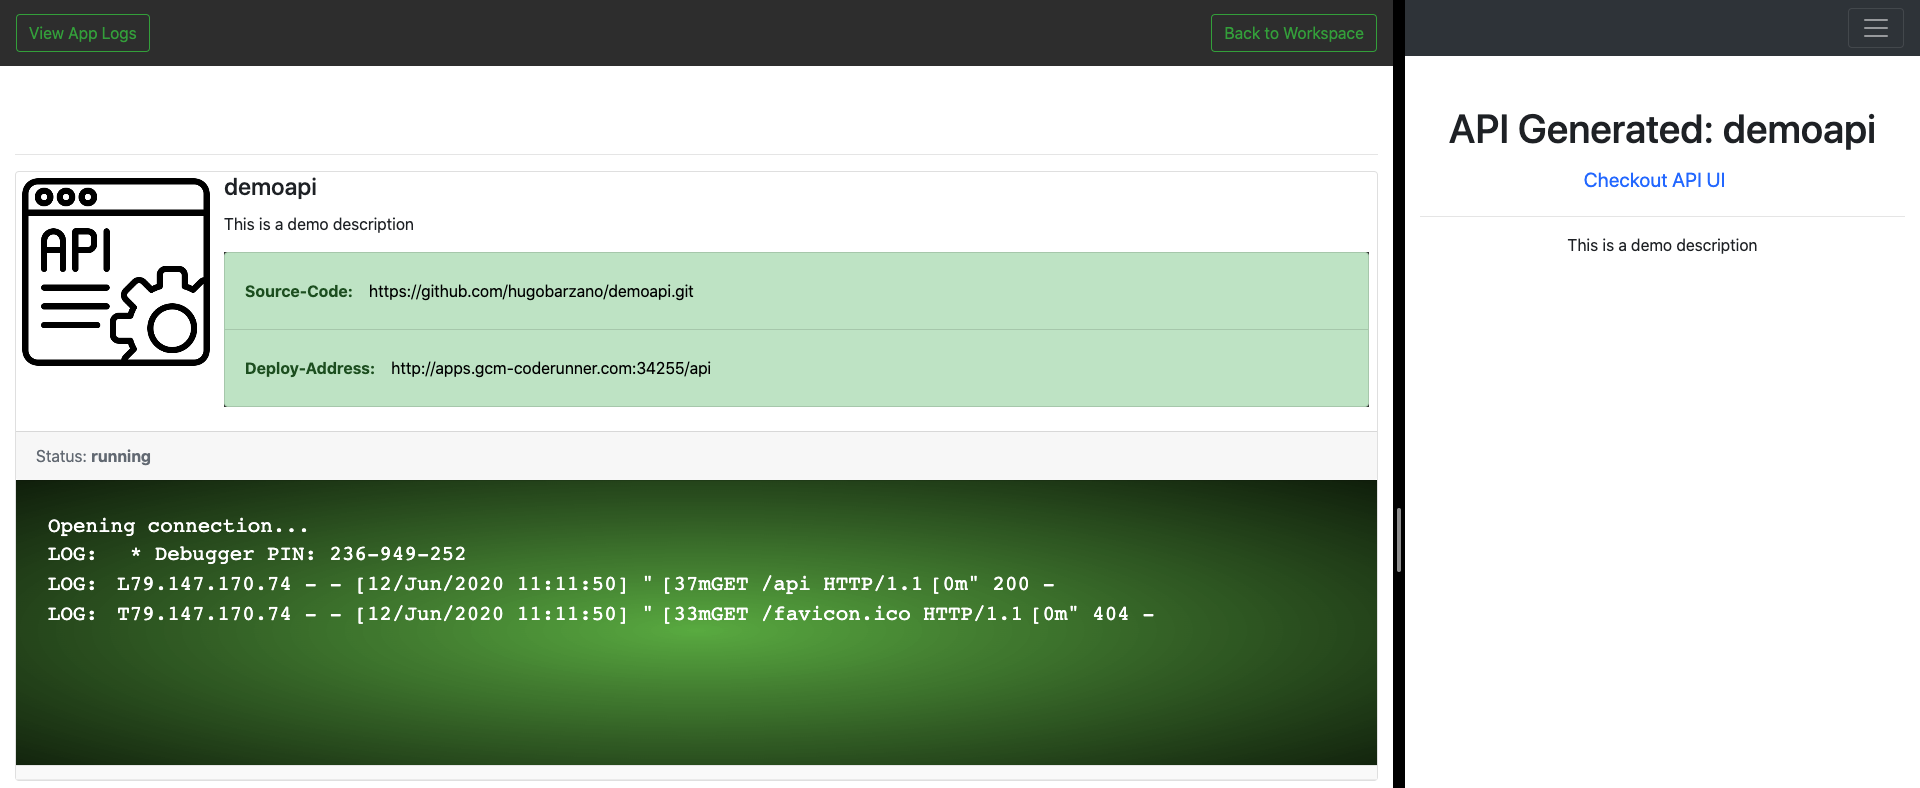 View App Logs
Back to Workspace
API
demoapi
This is a demo description
Source-Code: https://github.com/hugobarzano/demoapi.git
Deploy-Address: http://apps.gcm-coderunner.com:34255/api
Status: running
Opening connection...
LOG: * Debugger PIN: 236-949-252
LOG: L79.147.170.74 - - [12/Jun/2020 11:11:50] " [37mGET /api HTTP/1.1 [0m" 200 -
LOG: T79.147.170.74 - - [12/Jun/2020 11:11:50] " [33mGET /favicon.ico HTTP/1.1 [0m" 404 -
API Generated: demoapi
Checkout API UI
This is a demo description